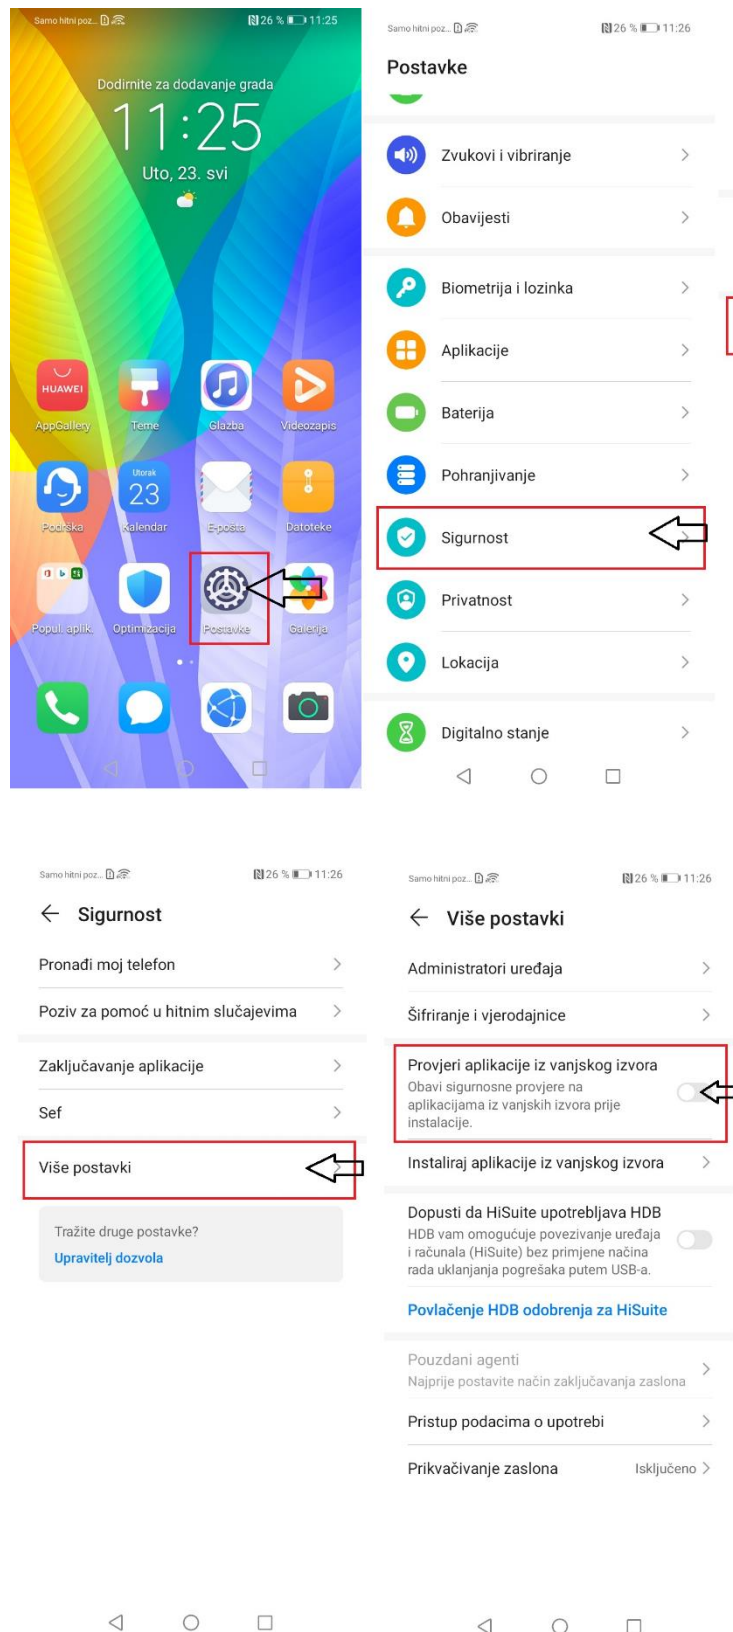 Samo hitni poz... 26 % 11:25
Dodirnite za dodavanje grada
11:25
Uto, 23. svi
HUAWEI
AppGallery Teme Glazba Videozapis
Utorak
23
Podrška Kalendar E-pošta Datoteke
Popul. aplik. Optimizacija Postavke Galerija
Samo hitni poz... 26 % 11:26
Postavke
Zvukovi i vibriranje
Obavijesti
Biometrija i lozinka
Aplikacije
Baterija
Pohranjivanje
Sigurnost
Privatnost
Lokacija
Digitalno stanje
Samo hitni poz... 26 % 11:26
Sigurnost
Pronađi moj telefon
Poziv za pomoć u hitnim slučajevima
Zaključavanje aplikacije
Sef
Više postavki
Tražite druge postavke?
Upravitelj dozvola
Samo hitni poz... 26 % 11:26
Više postavki
Administratori uređaja
Šifriranje i vjerodajnice
Provjeri aplikacije iz vanjskog izvora
Obavi sigurnosne provjere na
aplikacijama iz vanjskih izvora prije
instalacije.
Instaliraj aplikacije iz vanjskog izvora
Dopusti da HiSuite upotrebljava HDB
HDB vam omogućuje povezivanje uređaja
i računala (HiSuite) bez primjene načina
rada uklanjanja pogrešaka putem USB-a.
Povlačenje HDB odobrenja za HiSuite
Pouzdani agenti
Najprije postavite način zaključavanja zaslona
Pristup podacima o upotrebi
Prikvačivanje zaslona Isključeno